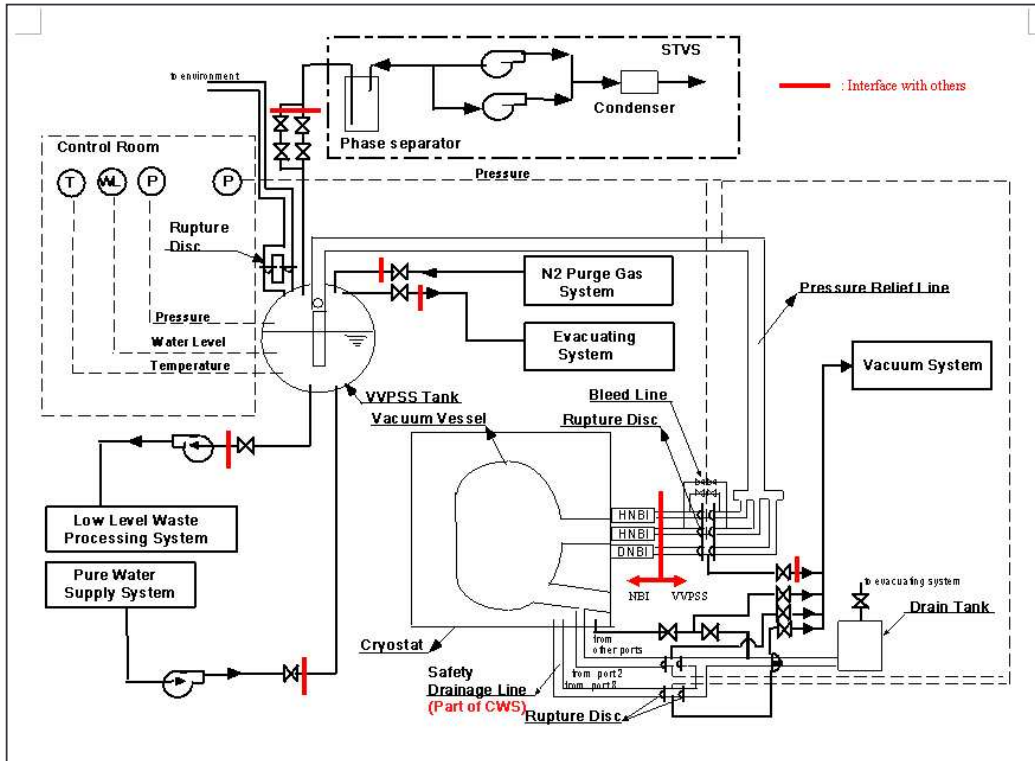 STVS
to environment
Condenser
: Interface with others
Phase separator
Control Room
T
WL
P
P
Pressure
Rupture
Disc
N2 Purge Gas
System
Pressure Relief Line
Pressure
Water Level
Temperature
Evacuating
System
Vacuum System
VVPSS Tank
Bleed Line
Vacuum Vessel
Rupture Disc
Low Level Waste
Processing System
HNBI
HNBI
DNBI
Pure Water
Supply System
NBI
VVPSS
to evacuating system
Drain Tank
Cryostat
from
other ports
Safety
Drainage Line
(Part of CWS)
from port2
from port8
Rupture Disc